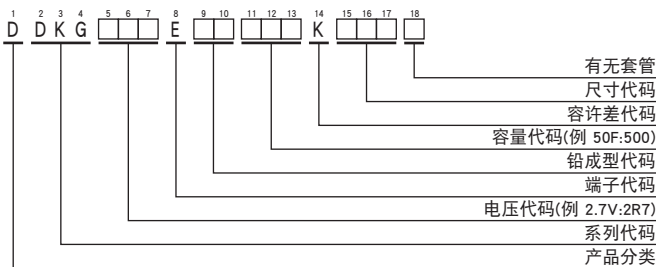 1 2 3 4 5 6 7 8 9 10 11 12 13 14 15 16 17 18
D D K G E K
有无套管
尺寸代码
容许差代码
容量代码(例 50F:500)
铅成型代码
端子代码
电压代码(例 2.7V:2R7)
系列代码
产品分类